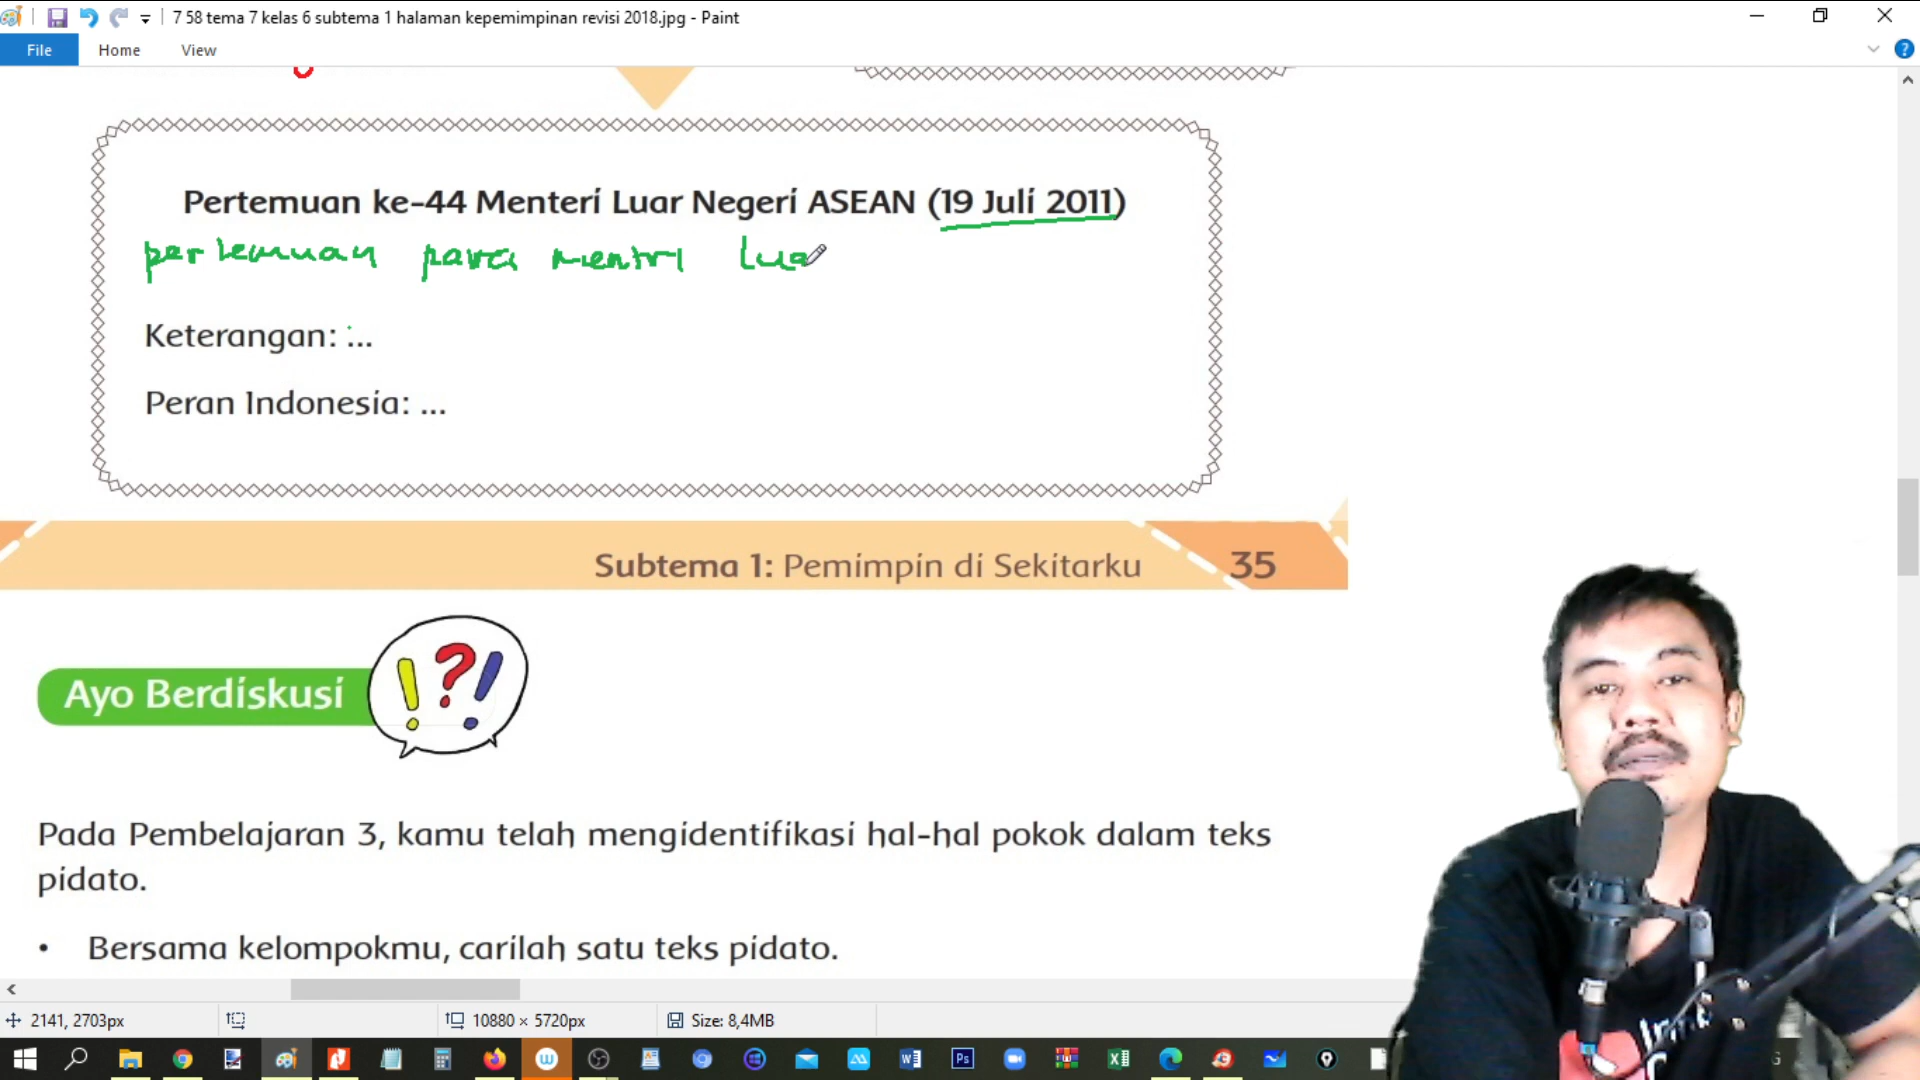 7 58 tema 7 kelas 6 subtema 1 halaman kepemimpinan revisi 2018.jpg - Paint
File Home View
Pertemuan ke-44 Menteri Luar Negeri ASEAN (19 Juli 2011)
pertemuan para mentri lua
Keterangan: ...
Peran Indonesia: ...
Subtema 1: Pemimpin di Sekitarku 35
Ayo Berdiskusi
!?!
Pada Pembelajaran 3, kamu telah mengidentifikasi hal-hal pokok dalam teks
pidato.
• Bersama kelompokmu, carilah satu teks pidato.
2141, 2703px 10880 × 5720px Size: 8,4MB